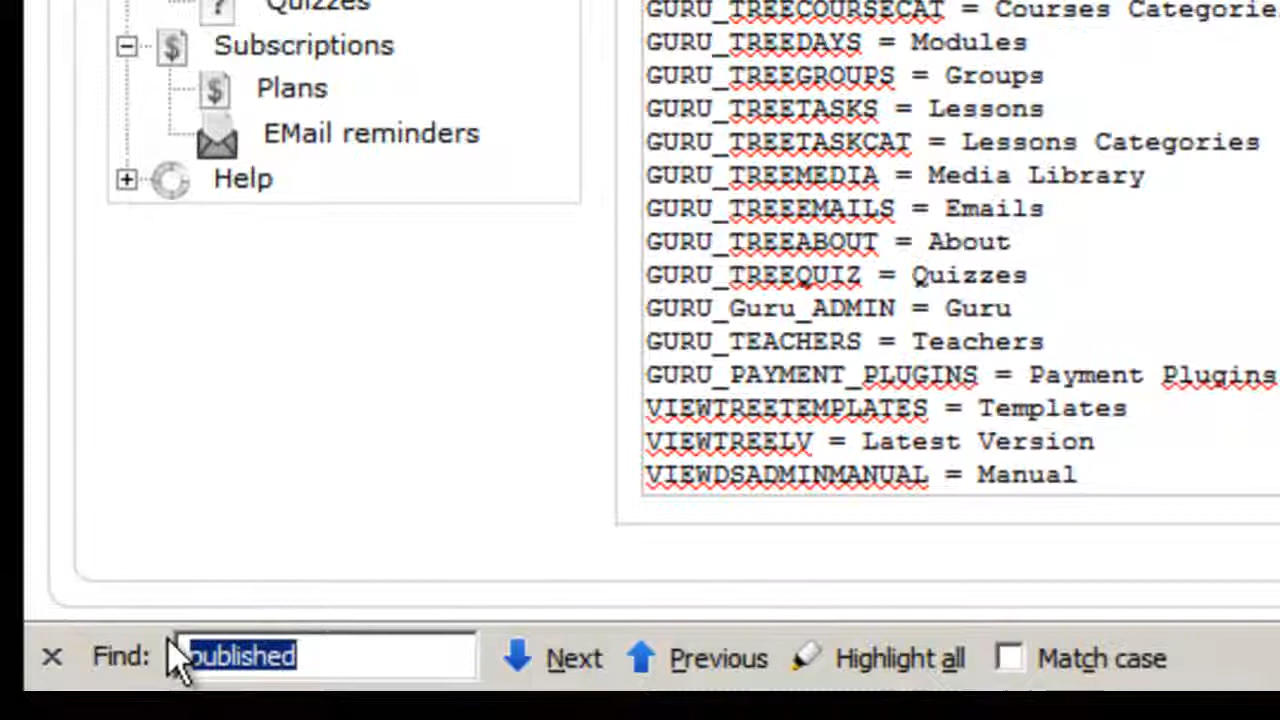 Quizzes
Subscriptions
Plans
EMail reminders
Help
GURU_TREECOURSECAT = Courses Categorie
GURU_TREEDAYS = Modules
GURU_TREEGROUPS = Groups
GURU_TREETASKS = Lessons
GURU_TREETASKCAT = Lessons Categories
GURU_TREEMEDIA = Media Library
GURU_TREEEMAILS = Emails
GURU_TREEABOUT = About
GURU_TREEQUIZ = Quizzes
GURU_Guru_ADMIN = Guru
GURU_TEACHERS = Teachers
GURU_PAYMENT_PLUGINS = Payment Plugins
VIEWTREETEMPLATES = Templates
VIEWTREELV = Latest Version
VIEWDSADMINMANUAL = Manual
Find: published Next Previous Highlight all Match case